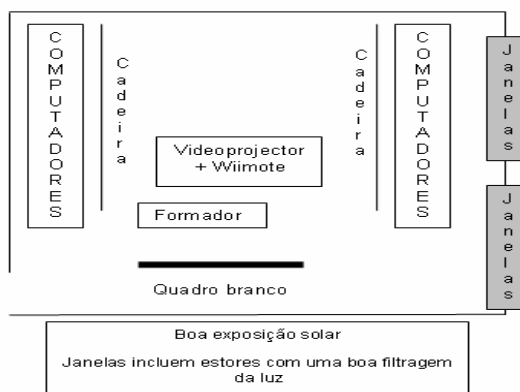 COMPUTADORES
Cadeira
Cadeira
COMPUTADORES
Janelas
Videoprojector
+ Wiimote
Formador
Janelas
Quadro branco
Boa exposição solar
Janelas incluem estores com uma boa filtragem
da luz